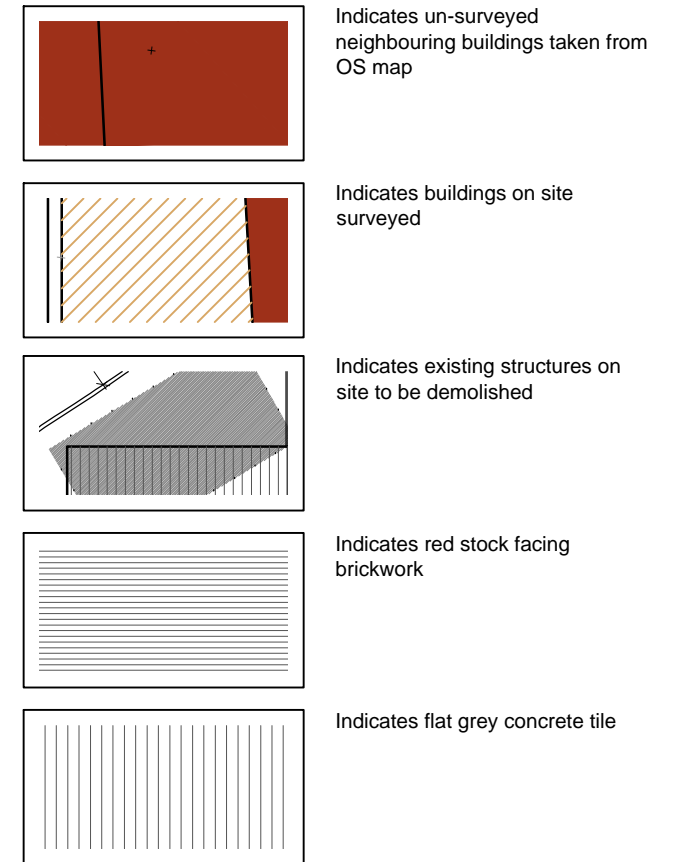 Indicates un-surveyed
neighbouring buildings taken from
OS map
Indicates buildings on site
surveyed
Indicates existing structures on
site to be demolished
Indicates red stock facing
brickwork
Indicates flat grey concrete tile